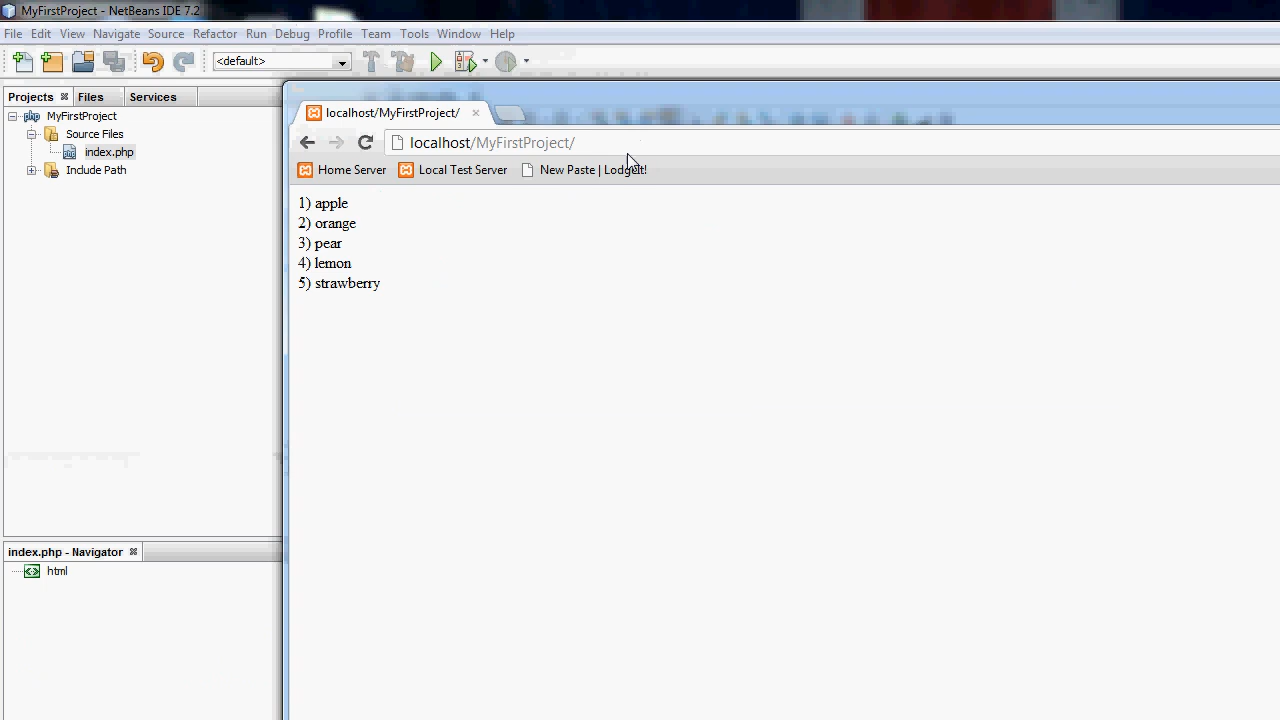 MyFirstProject - NetBeans IDE 7.2
File Edit View Navigate Source Refactor Run Debug Profile Team Tools Window Help
<default>
Projects Files Services
MyFirstProject
Source Files
index.php
Include Path
localhost/MyFirstProject/
localhost/MyFirstProject/
Home Server Local Test Server New Paste | LodgeIt!
1) apple
2) orange
3) pear
4) lemon
5) strawberry
index.php - Navigator
html